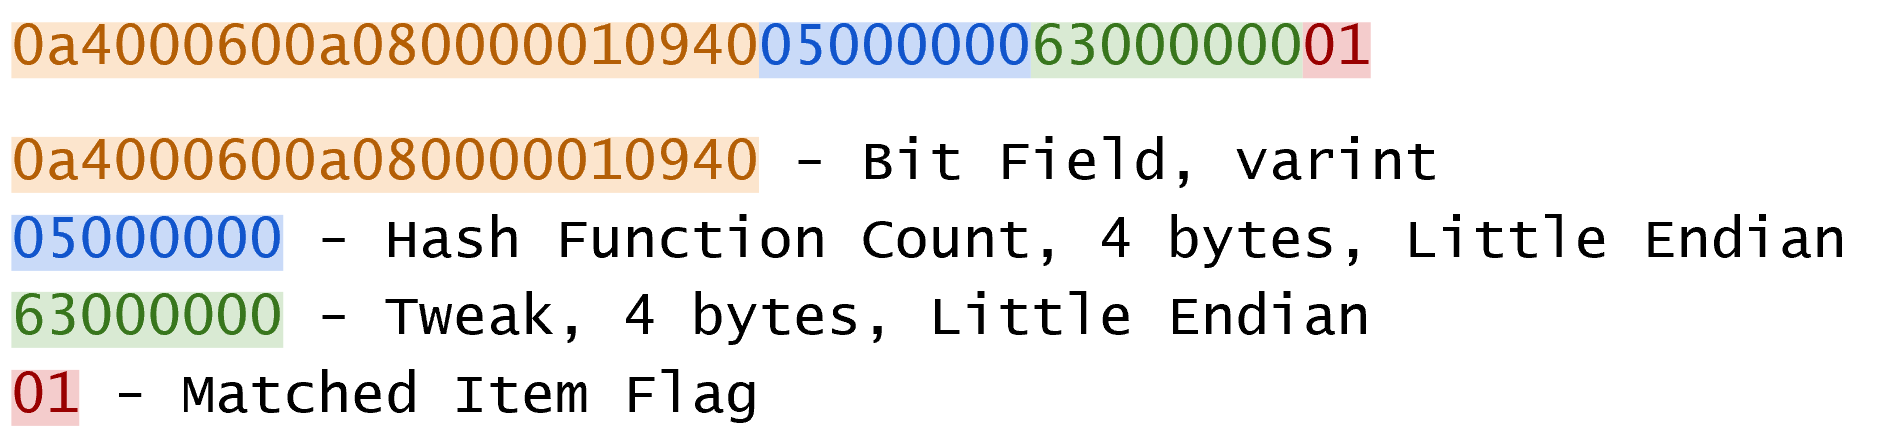 0a4000600a080000010940050000006300000001
0a4000600a080000010940 – Bit Field, varint
05000000 – Hash Function Count, 4 bytes, Little Endian
63000000 – Tweak, 4 bytes, Little Endian
01 – Matched Item Flag